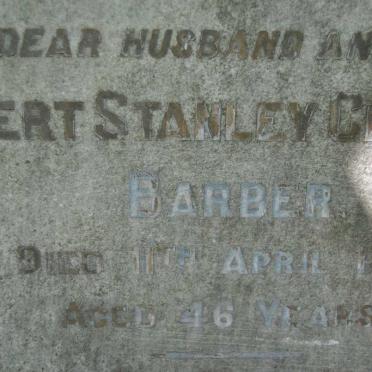 DEAR HUSBAND AN
ERT STANLEY C
BARBER.
DIED 11TH APRIL
AGED 46 YEARS